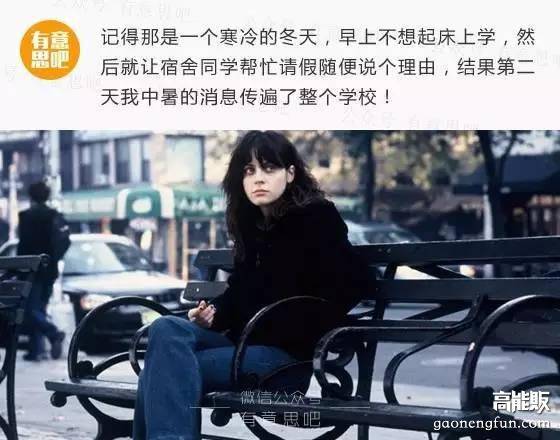 有意
思吧
记得那是一个寒冷的冬天，早上不想起床上学，然
后就让宿舍同学帮忙请假随便说个理由，结果第二
天我中暑的消息传遍了整个学校！
微信公众号
有意思吧
高能贩
gaonengfun.com